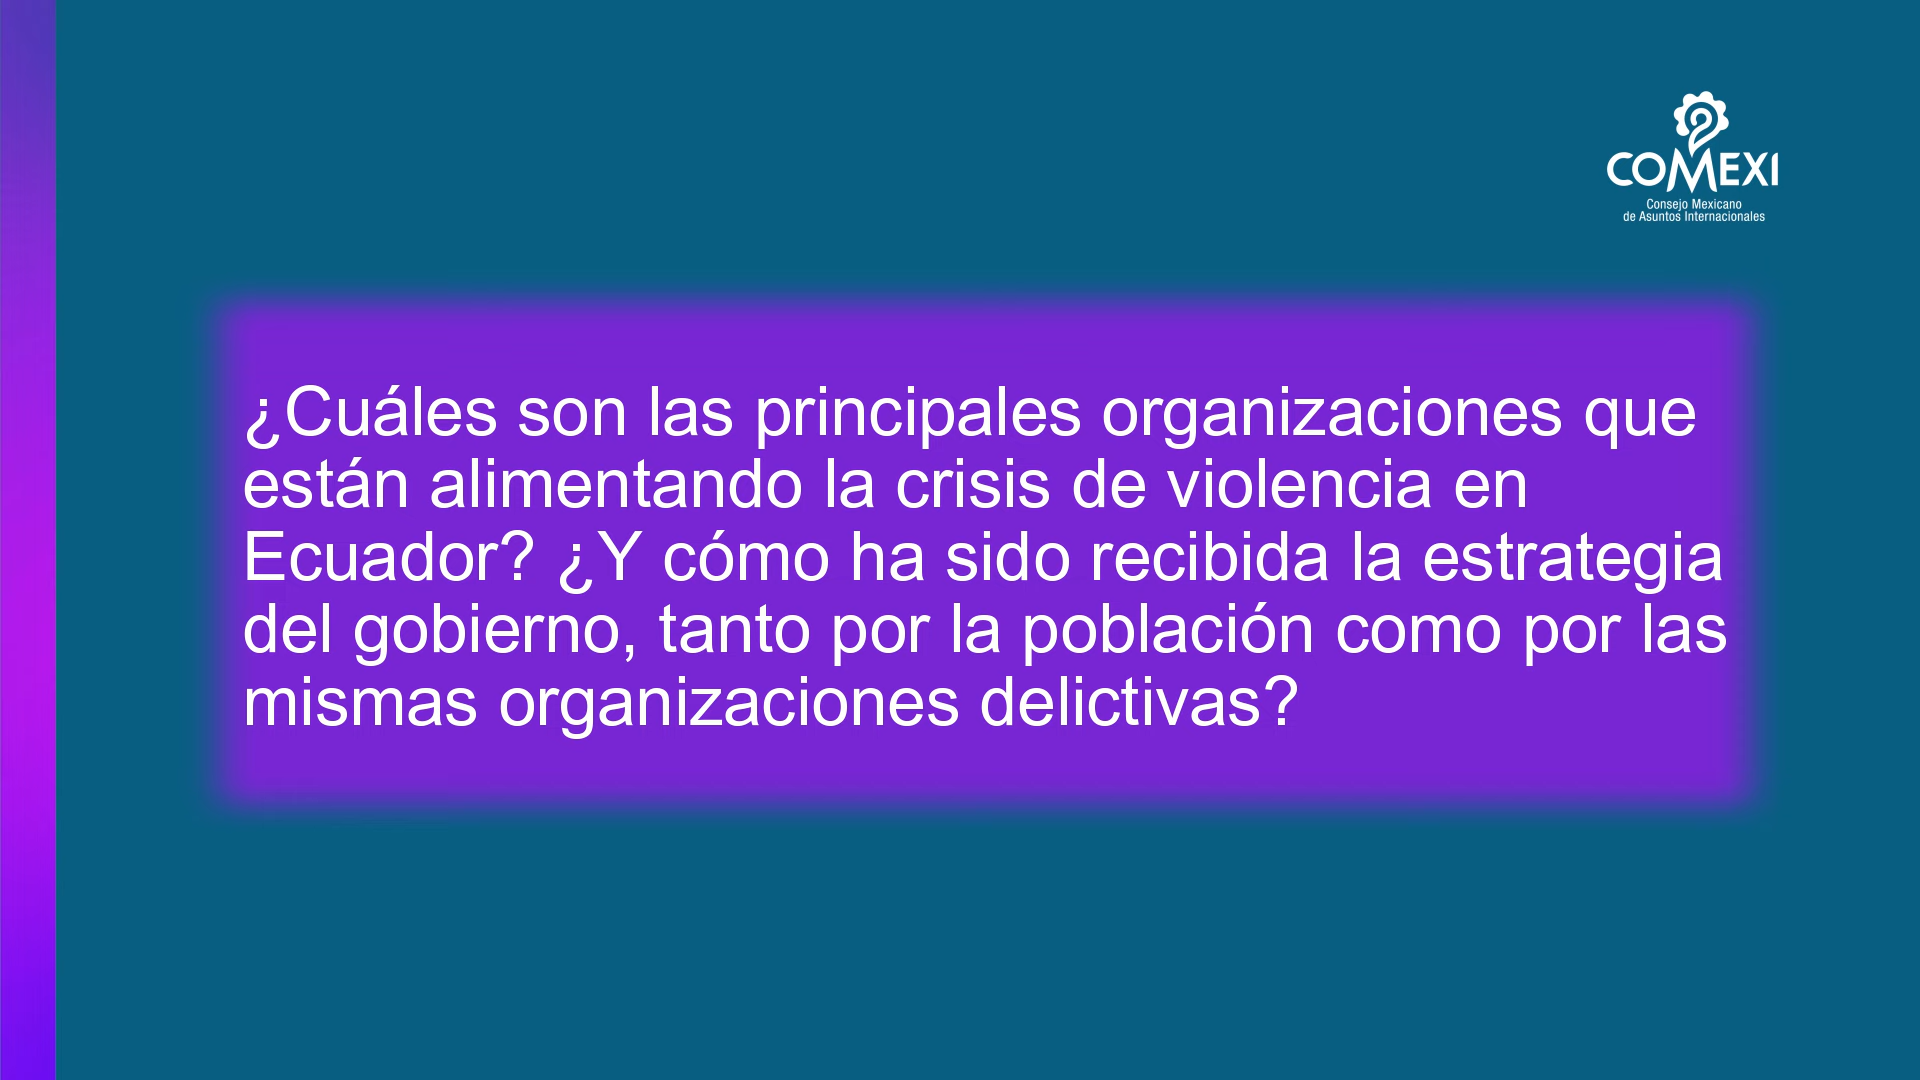 COMEXI
Consejo Mexicano
de Asuntos Internacionales
¿Cuáles son las principales organizaciones que
están alimentando la crisis de violencia en
Ecuador? ¿Y cómo ha sido recibida la estrategia
del gobierno, tanto por la población como por las
mismas organizaciones delictivas?